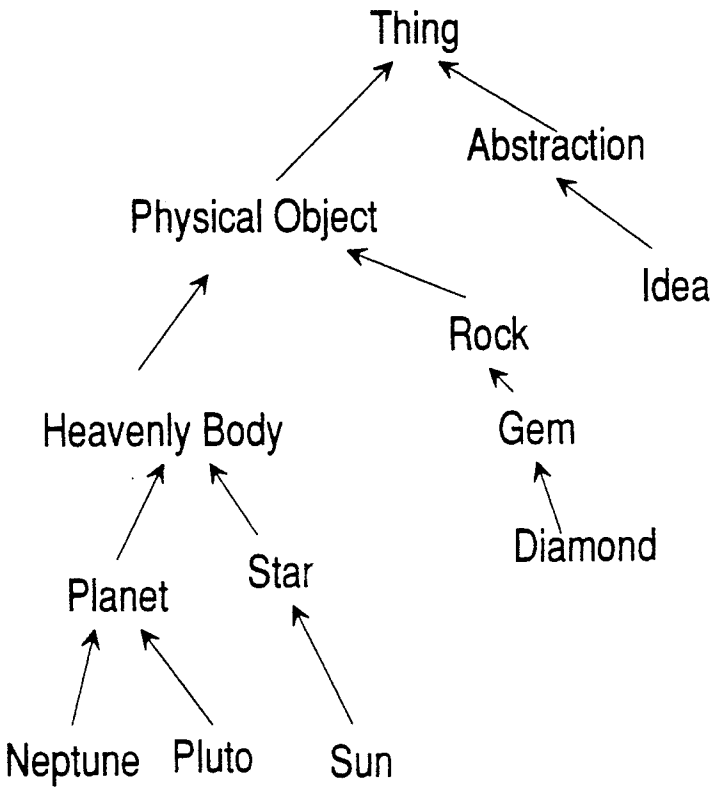 Thing
Abstraction
Physical Object
Idea
Rock
Heavenly Body
Gem
Diamond
Star
Planet
Neptune
Pluto
Sun